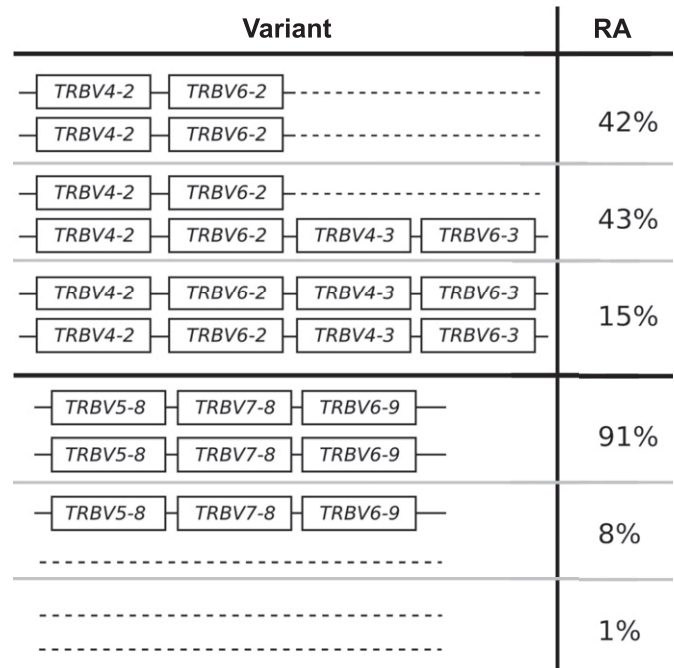 Variant RA
TRBV4-2 TRBV6-2
42%
TRBV4-2 TRBV6-2
TRBV4-2 TRBV6-2
43%
TRBV4-2 TRBV6-2 TRBV4-3 TRBV6-3
TRBV4-2 TRBV6-2 TRBV4-3 TRBV6-3
15%
TRBV4-2 TRBV6-2 TRBV4-3 TRBV6-3
TRBV5-8 TRBV7-8 TRBV6-9
91%
TRBV5-8 TRBV7-8 TRBV6-9
TRBV5-8 TRBV7-8 TRBV6-9
8%
1%